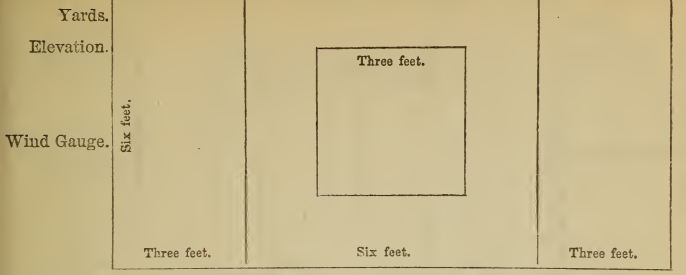 Yards.
Elevation.
Three feet.
Six feet.
Wind Gauge.
Three feet.
Six feet.
Three feet.